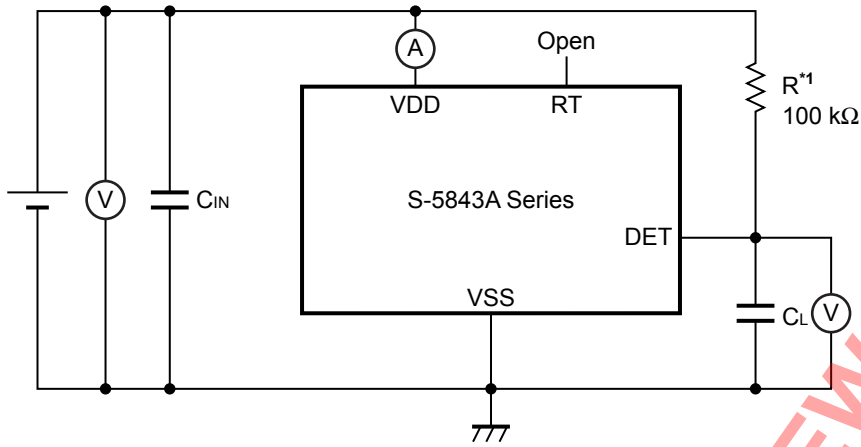 Open
A
R*1
100 kΩ
VDD
RT
V
CIN
S-5843A Series
DET
VSS
CL
V